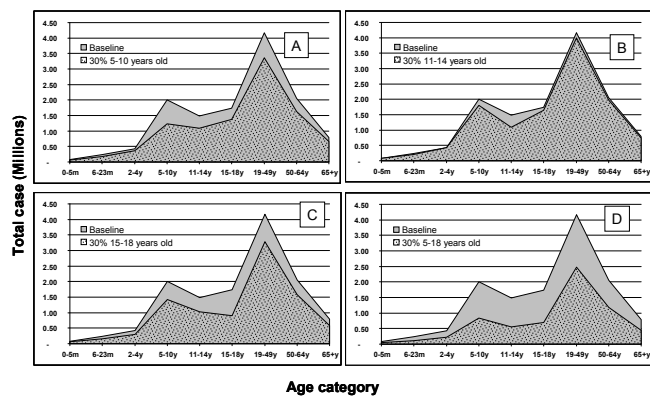 4.50
4.00
3.50
3.00
2.50
2.00
1.50
1.00
0.50
-
Baseline
30% 5-10 years old
A
0-5m 6-23m 2-4y 5-10y 11-14y 15-18y 19-49y 50-64y 65+y
4.50
4.00
3.50
3.00
2.50
2.00
1.50
1.00
0.50
-
Baseline
30% 11-14 years old
B
0-5m 6-23m 2-4y 5-10y 11-14y 15-18y 19-49y 50-64y 65+y
Total case (Millions)
4.50
4.00
3.50
3.00
2.50
2.00
1.50
1.00
0.50
-
Baseline
30% 15-18 years old
C
0-5m 6-23m 2-4y 5-10y 11-14y 15-18y 19-49y 50-64y 65+y
4.50
4.00
3.50
3.00
2.50
2.00
1.50
1.00
0.50
-
Baseline
30% 5-18 years old
D
0-5m 6-23m 2-4y 5-10y 11-14y 15-18y 19-49y 50-64y 65+y
Age category